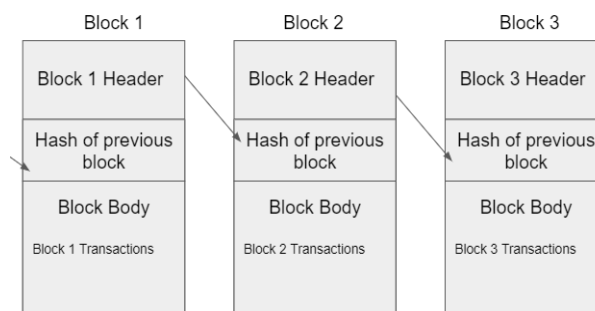 Block 1
Block 2
Block 3
Block 1 Header
Block 2 Header
Block 3 Header
Hash of previous
block
Hash of previous
block
Hash of previous
block
Block Body
Block Body
Block Body
Block 1 Transactions
Block 2 Transactions
Block 3 Transactions